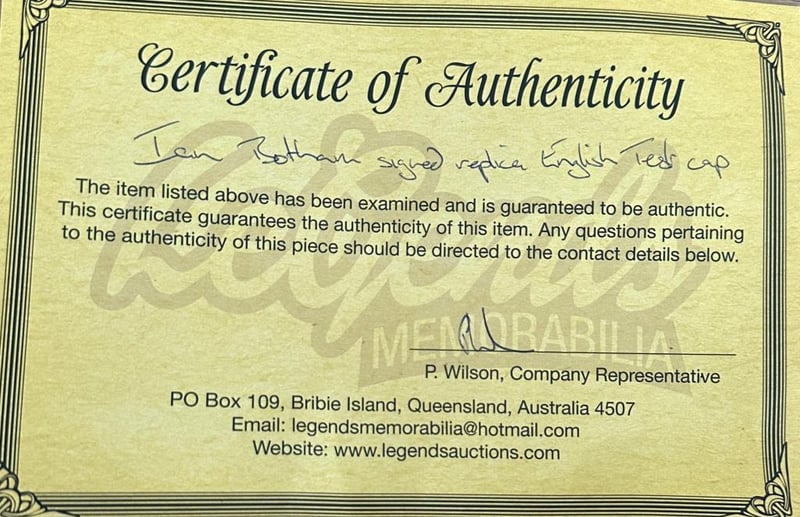 Certificate of Authenticity
Ian Botham signed replica English Test cap
The item listed above has been examined and is guaranteed to be authentic.
This certificate guarantees the authenticity of this item. Any questions pertaining
to the authenticity of this piece should be directed to the contact details below.
Legends
MEMORABILIA
P. Wilson, Company Representative
PO Box 109, Bribie Island, Queensland, Australia 4507
Email: legendsmemorabilia@hotmail.com
Website: www.legendsauctions.com